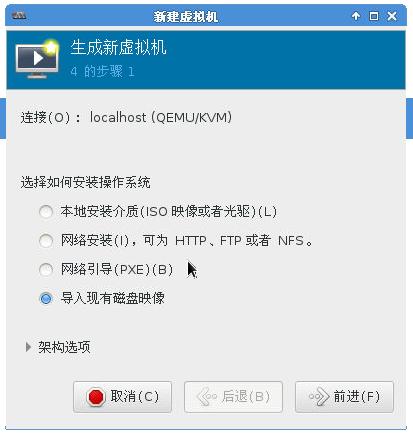 新建虚拟机
生成新虚拟机
4 的步骤 1
连接(O) : localhost (QEMU/KVM)
选择如何安装操作系统
本地安装介质(ISO 映像或者光驱)(L)
网络安装(I)，可为 HTTP、FTP 或者 NFS。
网络引导(PXE)(B)
导入现有磁盘映像
架构选项
取消(C)
后退(B)
前进(F)